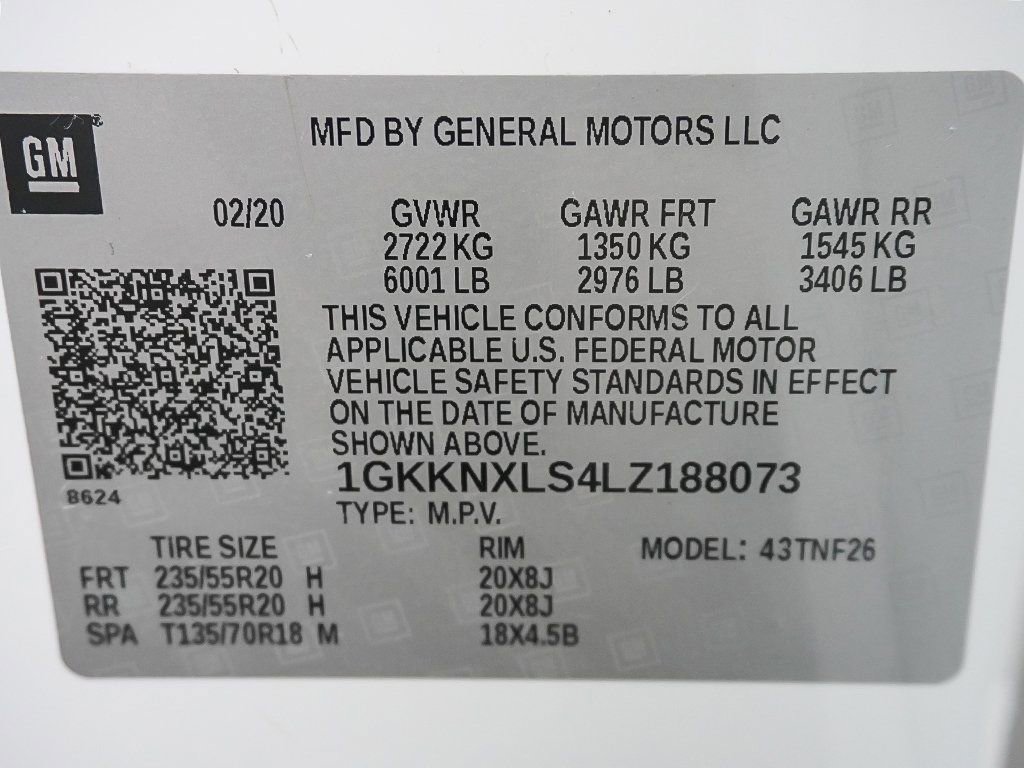 GM
MFD BY GENERAL MOTORS LLC
02/20 GVWR GAWR FRT GAWR RR
2722 KG 1350 KG 1545 KG
6001 LB 2976 LB 3406 LB
THIS VEHICLE CONFORMS TO ALL
APPLICABLE U.S. FEDERAL MOTOR
VEHICLE SAFETY STANDARDS IN EFFECT
ON THE DATE OF MANUFACTURE
SHOWN ABOVE.
1GKKNXLS4LZ188073
8624
TYPE: M.P.V.
TIRE SIZE RIM MODEL: 43TNF26
FRT 235/55R20 H 20X8J
RR 235/55R20 H 20X8J
SPA T135/70R18 M 18X4.5B